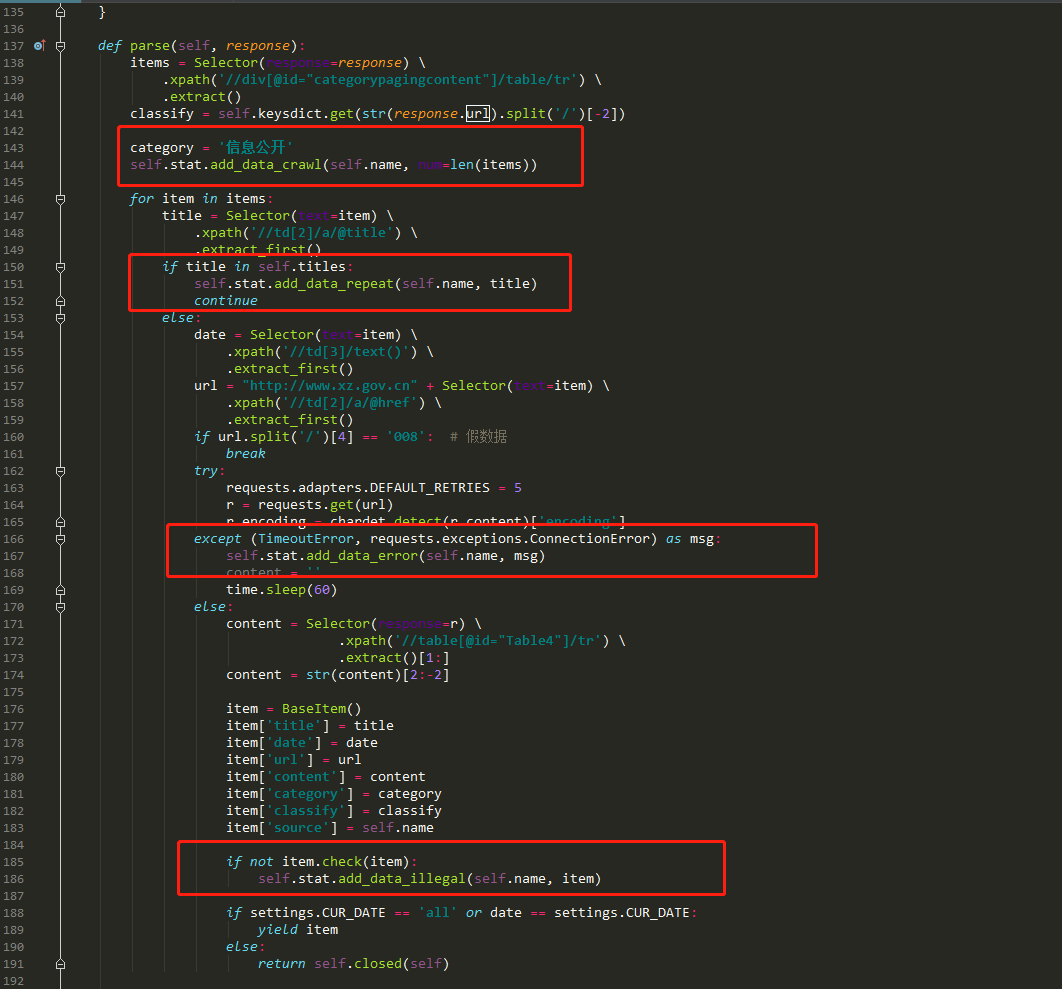 135 }
136
137 def parse(self, response):
138 items = Selector(response=response) \
139 .xpath('//div[@id="categorypagingcontent"]/table/tr') \
140 .extract()
141 classify = self.keysdict.get(str(response.url).split('/')[-2])
142
143 category = '信息公开'
144 self.stat.add_data_crawl(self.name, num=len(items))
145
146 for item in items:
147 title = Selector(text=item) \
148 .xpath('//td[2]/a/@title') \
149 .extract_first()
150 if title in self.titles:
151 self.stat.add_data_repeat(self.name, title)
152 continue
153 else:
154 date = Selector(text=item) \
155 .xpath('//td[3]/text()') \
156 .extract_first()
157 url = "http://www.xz.gov.cn" + Selector(text=item) \
158 .xpath('//td[2]/a/@href') \
159 .extract_first()
160 if url.split('/')[4] == '008': # 假数据
161 break
162 try:
163 requests.adapters.DEFAULT_RETRIES = 5
164 r = requests.get(url)
165 r.encoding = chardet.detect(r.content)['encoding']
166 except (TimeoutError, requests.exceptions.ConnectionError) as msg:
167 self.stat.add_data_error(self.name, msg)
168 content = ''
169 time.sleep(60)
170 else:
171 content = Selector(response=r) \
172 .xpath('//table[@id="Table4"]/tr') \
173 .extract()[1:]
174 content = str(content)[2:-2]
175
176 item = BaseItem()
177 item['title'] = title
178 item['date'] = date
179 item['url'] = url
180 item['content'] = content
181 item['category'] = category
182 item['classify'] = classify
183 item['source'] = self.name
184
185 if not item.check(item):
186 self.stat.add_data_illegal(self.name, item)
187
188 if settings.CUR_DATE == 'all' or date == settings.CUR_DATE:
189 yield item
190 else:
191 return self.closed(self)
192